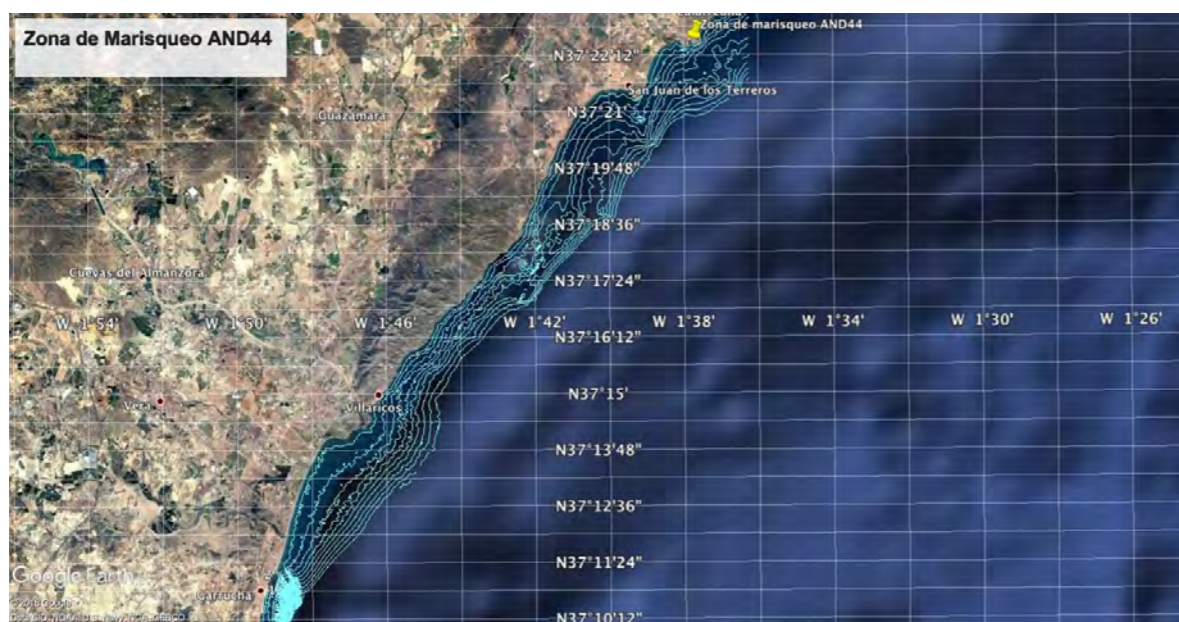 Zona de Marisqueo AND44
Zona de marisqueo AND44
N37°22'12"
San Juan de los Terreros
N37°21'
Guazamara
N37°19'48"
N37°18'36"
Cuevas del Almanzora
N37°17'24"
W 1°54' W 1°50' W 1°46' W 1°42' W 1°38' W 1°34' W 1°30' W 1°26'
N37°16'12"
N37°15'
Vera
Villaricos
N37°13'48"
N37°12'36"
N37°11'24"
Google Earth
Garrucha
N37°10'12"